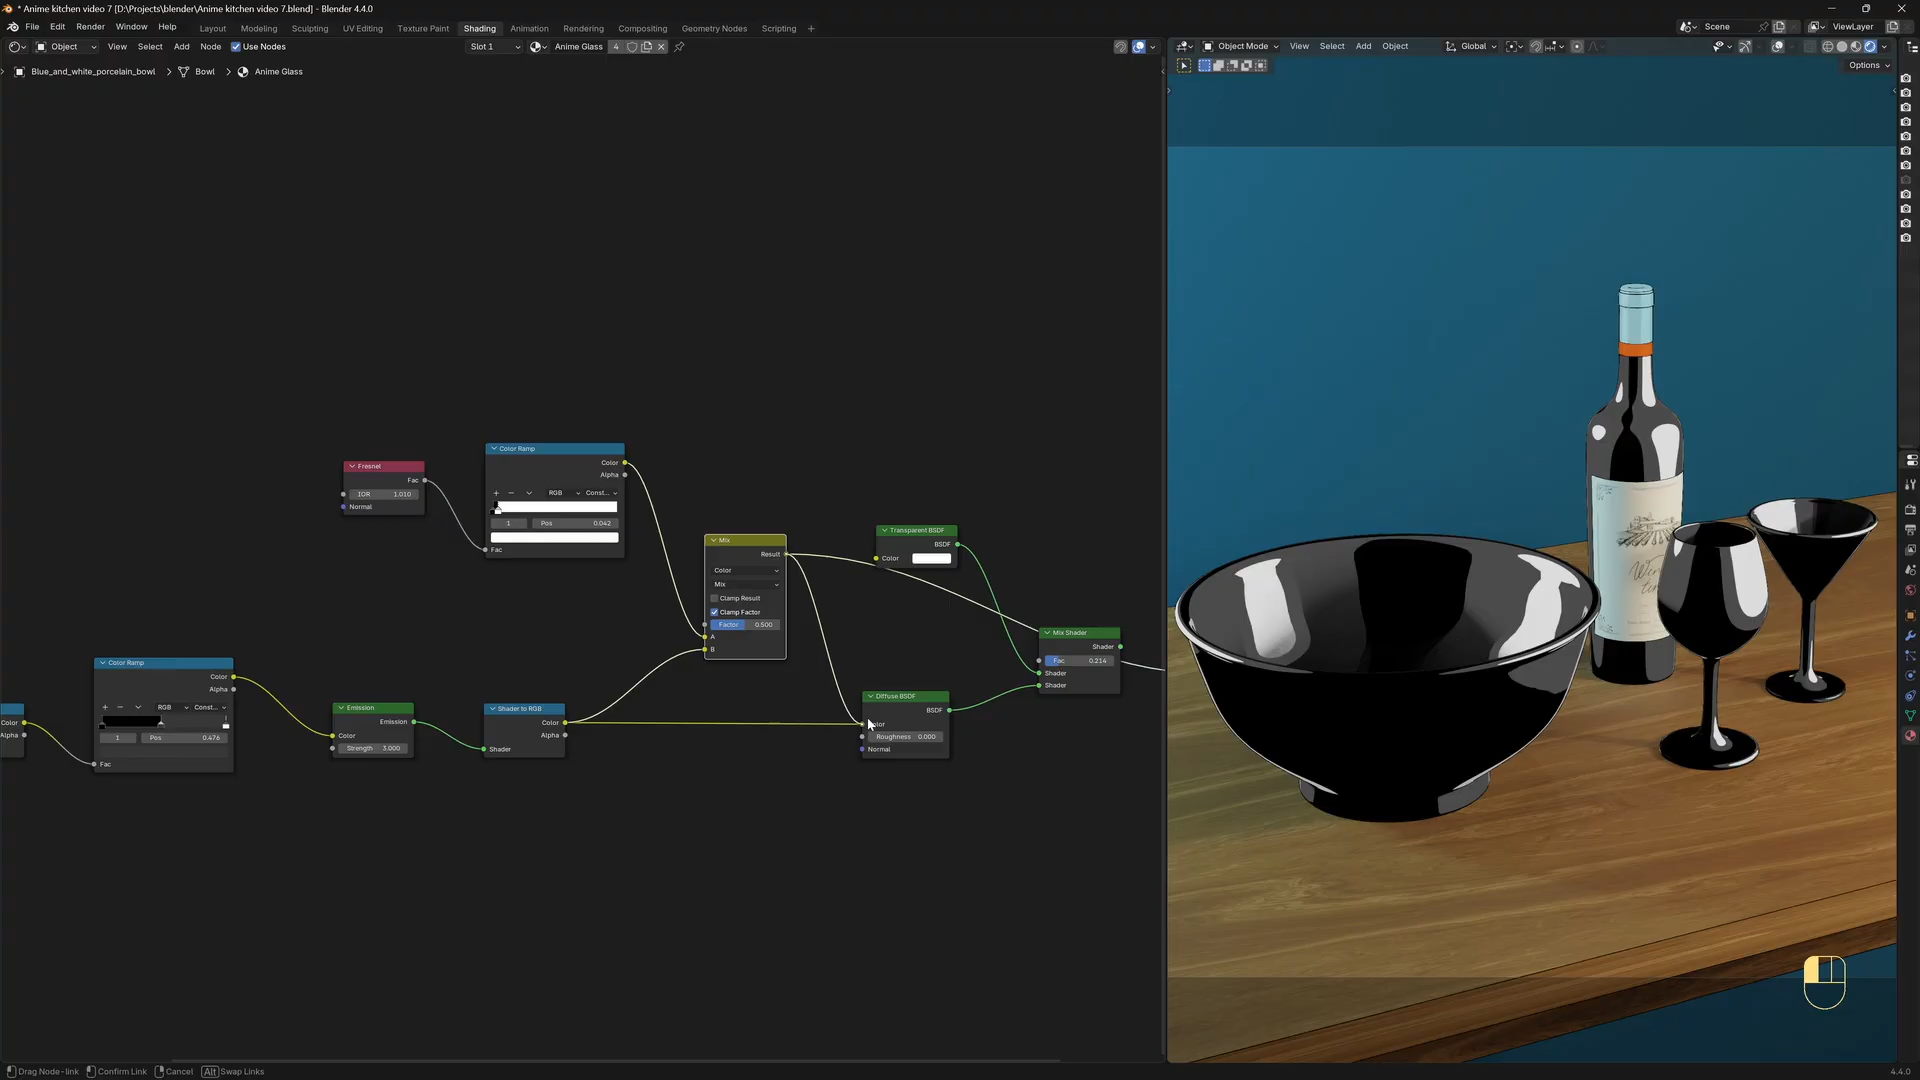 * Anime kitchen video 7 [D:\Projects\blender\Anime kitchen video 7.blend] - Blender 4.4.0
File Edit Render Window Help Layout Modeling Sculpting UV Editing Texture Paint Shading Animation Rendering Compositing Geometry Nodes Scripting + Scene ViewLayer
Object View Select Add Node Use Nodes Slot 1 Anime Glass 4 Object Mode View Select Add Object Global
Options
Blue_and_white_porcelain_bowl > Bowl > Anime Glass
Color Ramp
Color
Alpha
RGB Const...
1 Pos 0.042
Fac
Fresnel
Fac
IOR 1.010
Normal
Mix
Result
Color
Mix
Clamp Result
Clamp Factor
Factor 0.500
A
B
Transparent BSDF
BSDF
Color
Mix Shader
Shader
Fac 0.214
Shader
Shader
Color
Alpha
Color Ramp
Color
Alpha
RGB Const...
1 Pos 0.476
Fac
Emission
Emission
Color
Strength 3.000
Shader to RGB
Color
Alpha
Shader
Diffuse BSDF
BSDF
Color
Roughness 0.000
Normal
Drag Node-link Confirm Link Cancel Alt Swap Links 4.4.0